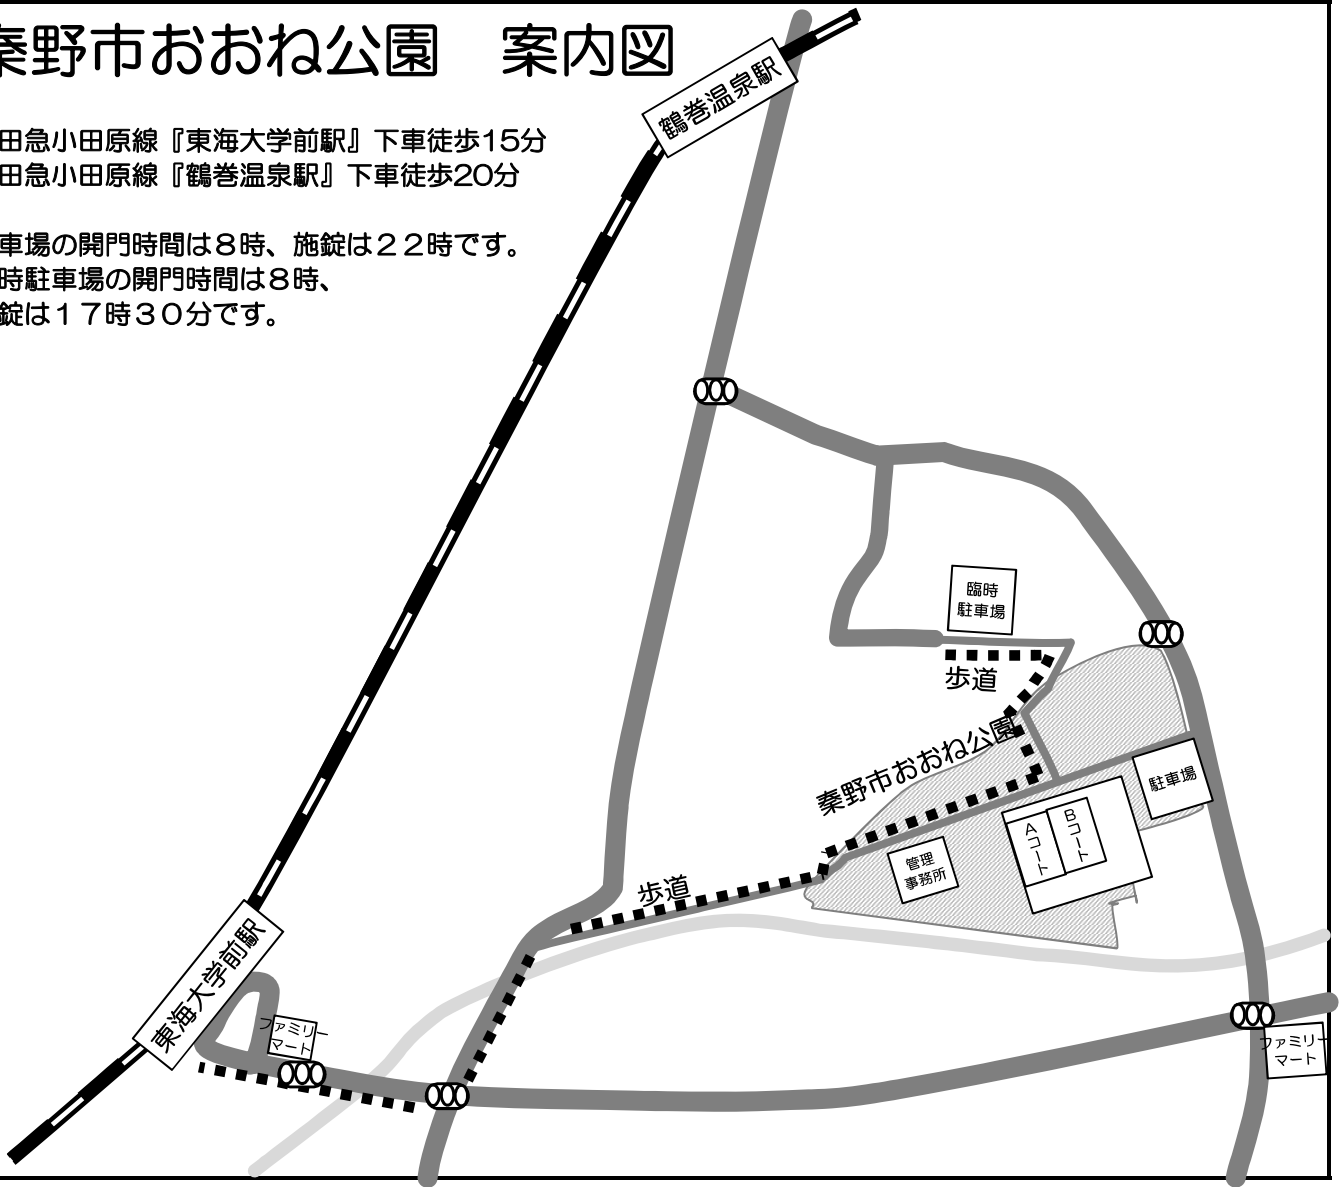 秦野市おおね公園　案内図
田急小田原線『東海大学前駅』下車徒歩15分
田急小田原線『鶴巻温泉駅』下車徒歩20分
車場の開門時間は８時、施錠は２２時です。
時駐車場の開門時間は８時、
錠は１７時３０分です。
鶴巻温泉駅
臨時
駐車場
歩道
秦野市おおね公園
駐車場
Aコート
Bコート
管理
事務所
歩道
東海大学前駅
ファミリー
マート
ファミリー
マート